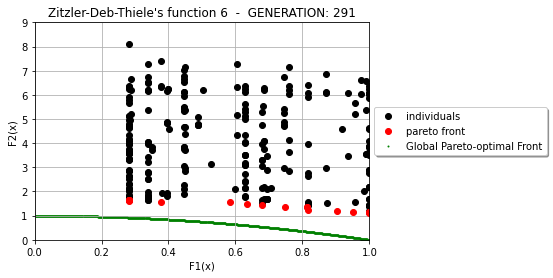 Zitzler-Deb-Thiele's function 6 - GENERATION: 291
F2(x)
9
8
7
6
5
4
3
2
1
0
0.0 0.2 0.4 0.6 0.8 1.0
F1(x)
individuals
pareto front
Global Pareto-optimal Front